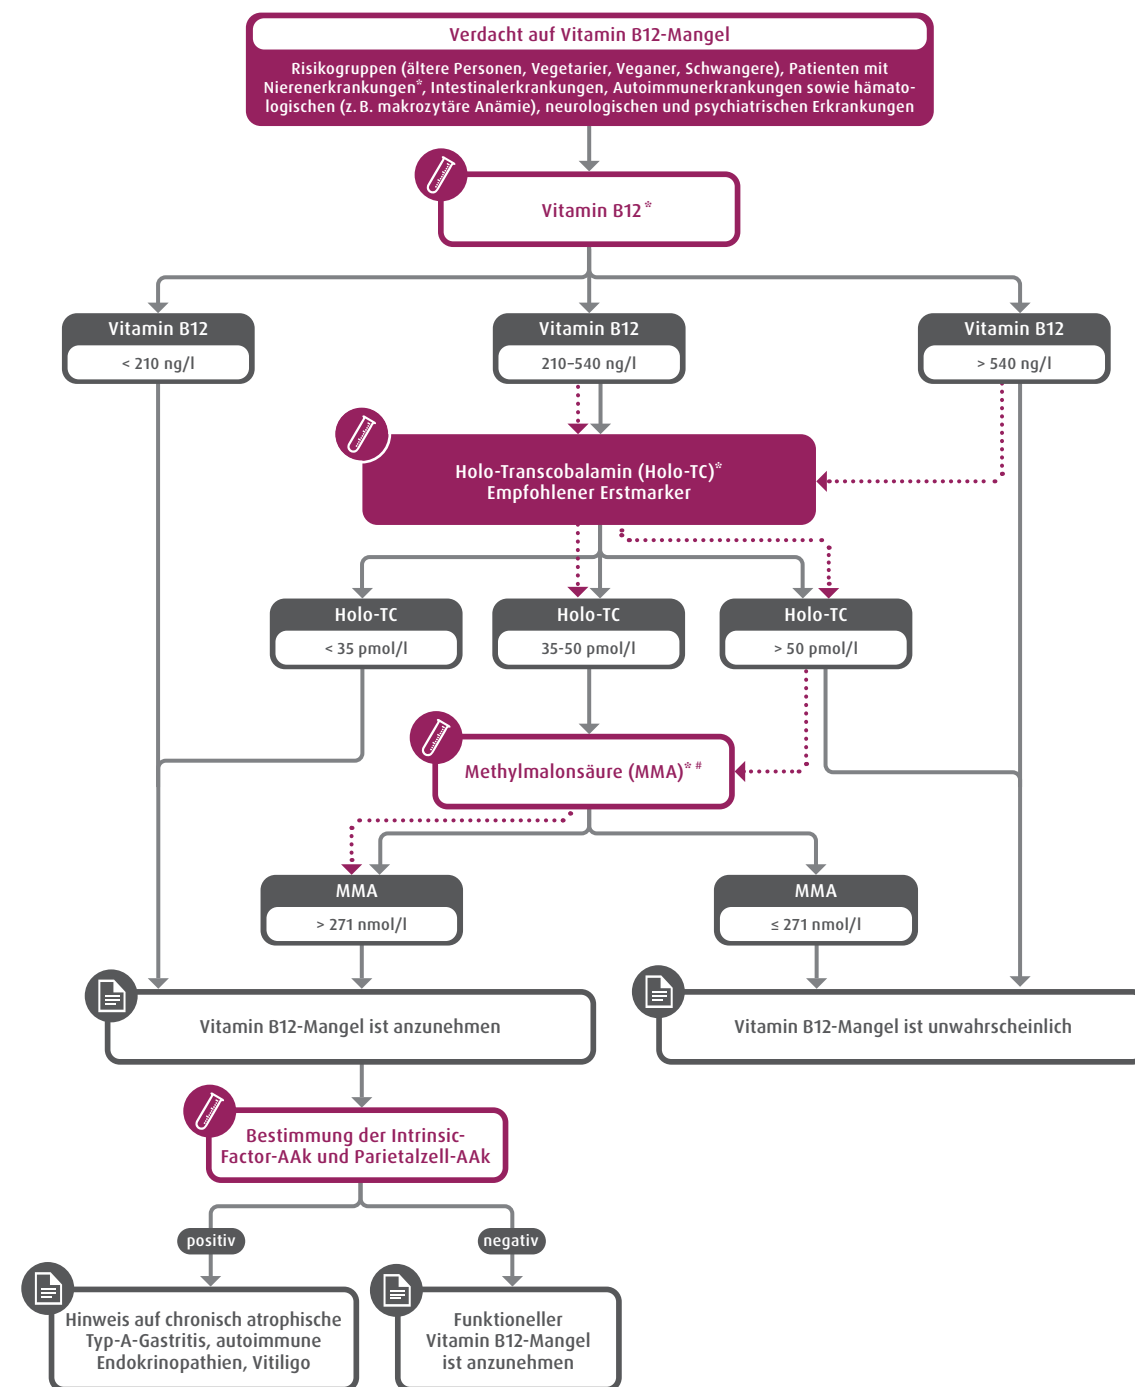 Verdacht auf Vitamin B12-Mangel
Risikogruppen (ältere Personen, Vegetarier, Veganer, Schwangere), Patienten mit
Nierenerkrankungen*, Intestinalerkrankungen, Autoimmunerkrankungen sowie hämato-
logischen (z. B. makrozytäre Anämie), neurologischen und psychiatrischen Erkrankungen
Vitamin B12*
Vitamin B12
< 210 ng/l
Vitamin B12
210–540 ng/l
Vitamin B12
> 540 ng/l
Holo-Transcobalamin (Holo-TC)*
Empfohlener Erstmarker
Holo-TC
< 35 pmol/l
Holo-TC
35-50 pmol/l
Holo-TC
> 50 pmol/l
Methylmalonsäure (MMA)* #
MMA
> 271 nmol/l
MMA
≤ 271 nmol/l
Vitamin B12-Mangel ist anzunehmen
Vitamin B12-Mangel ist unwahrscheinlich
Bestimmung der Intrinsic-
Factor-AAk und Parietalzell-AAk
positiv
negativ
Hinweis auf chronisch atrophische
Typ-A-Gastritis, autoimmune
Endokrinopathien, Vitiligo
Funktioneller
Vitamin B12-Mangel
ist anzunehmen